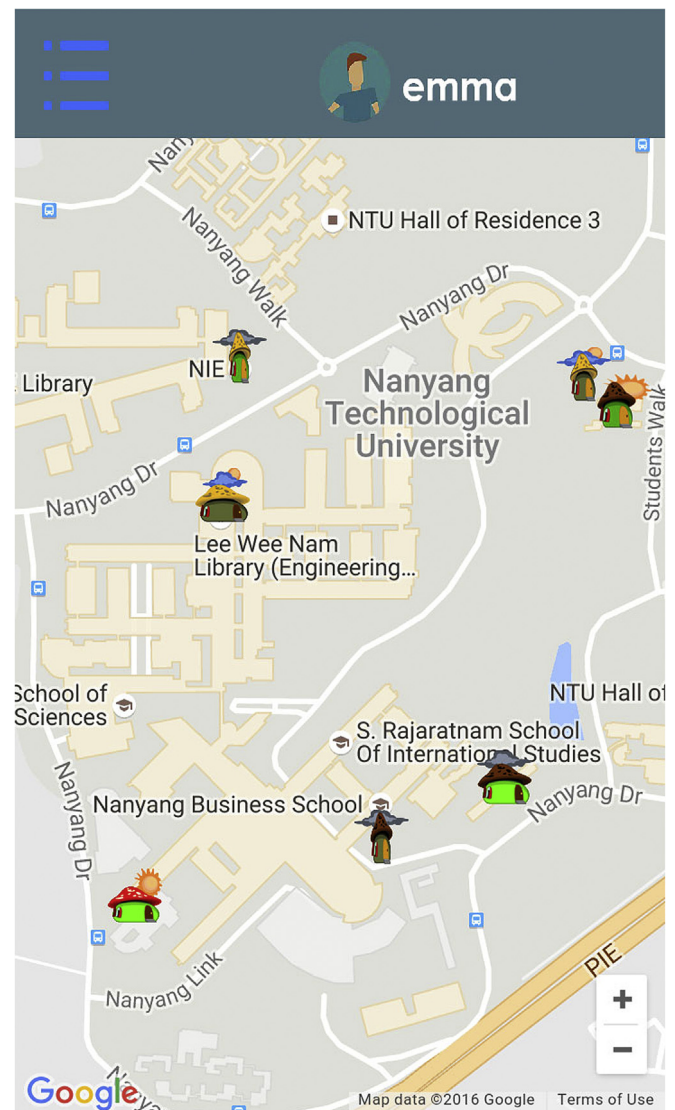 emma
Nany
Nanyang Walk
NTU Hall of Residence 3
Nanyang Dr
NIE
Library
Nanyang
Technological
University
Students Walk
Nanyang Dr
Lee Wee Nam
Library (Engineering...
School of
Sciences
NTU Hall of
S. Rajaratnam School
Of International Studies
Nanyang Dr
Nanyang Business School
Nanyang Dr
PIE
Nanyang Link
+
−
Google
Map data ©2016 Google
Terms of Use